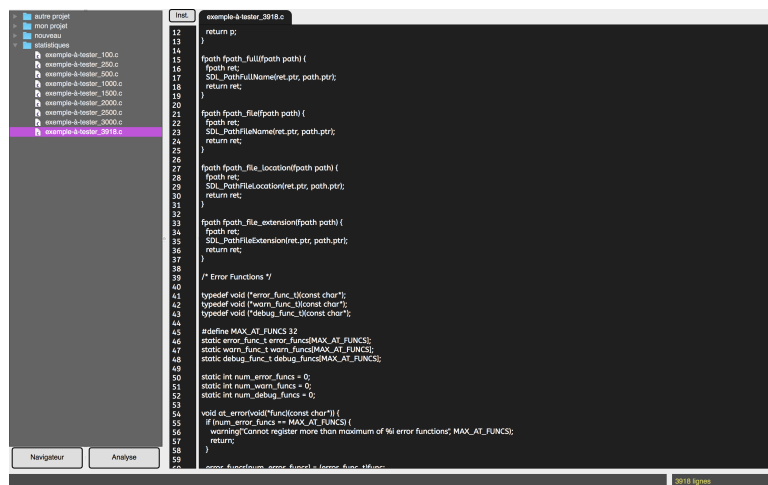 autre projet
mon projet
nouveau
statistiques
exemple-à-tester_100.c
exemple-à-tester_250.c
exemple-à-tester_500.c
exemple-à-tester_1000.c
exemple-à-tester_1500.c
exemple-à-tester_2000.c
exemple-à-tester_2500.c
exemple-à-tester_3000.c
exemple-à-tester_3918.c
Navigateur
Analyse
Inst.
exemple-à-tester_3918.c
12 return p;
13 }
14
15 fpath fpath_full(fpath path) {
16 fpath ret;
17 SDL_PathFullName(ret.ptr, path.ptr);
18 return ret;
19 }
20
21 fpath fpath_file(fpath path) {
22 fpath ret;
23 SDL_PathFileName(ret.ptr, path.ptr);
24 return ret;
25 }
26
27 fpath fpath_file_location(fpath path) {
28 fpath ret;
29 SDL_PathFileLocation(ret.ptr, path.ptr);
30 return ret;
31 }
32
33 fpath fpath_file_extension(fpath path) {
34 fpath ret;
35 SDL_PathFileExtension(ret.ptr, path.ptr);
36 return ret;
37 }
38
39 /* Error Functions */
40
41 typedef void (*error_func_t)(const char*);
42 typedef void (*warn_func_t)(const char*);
43 typedef void (*debug_func_t)(const char*);
44
45 #define MAX_AT_FUNCS 32
46 static error_func_t error_funcs[MAX_AT_FUNCS];
47 static warn_func_t warn_funcs[MAX_AT_FUNCS];
48 static debug_func_t debug_funcs[MAX_AT_FUNCS];
49
50 static int num_error_funcs = 0;
51 static int num_warn_funcs = 0;
52 static int num_debug_funcs = 0;
53
54 void at_error(void(*func)(const char*)) {
55 if (num_error_funcs == MAX_AT_FUNCS) {
56 warning("Cannot register more than maximum of %i error functions", MAX_AT_FUNCS);
57 return;
58 }
59
60 error_funcs[num_error_funcs] = (error_func_t)func;
3918 lignes